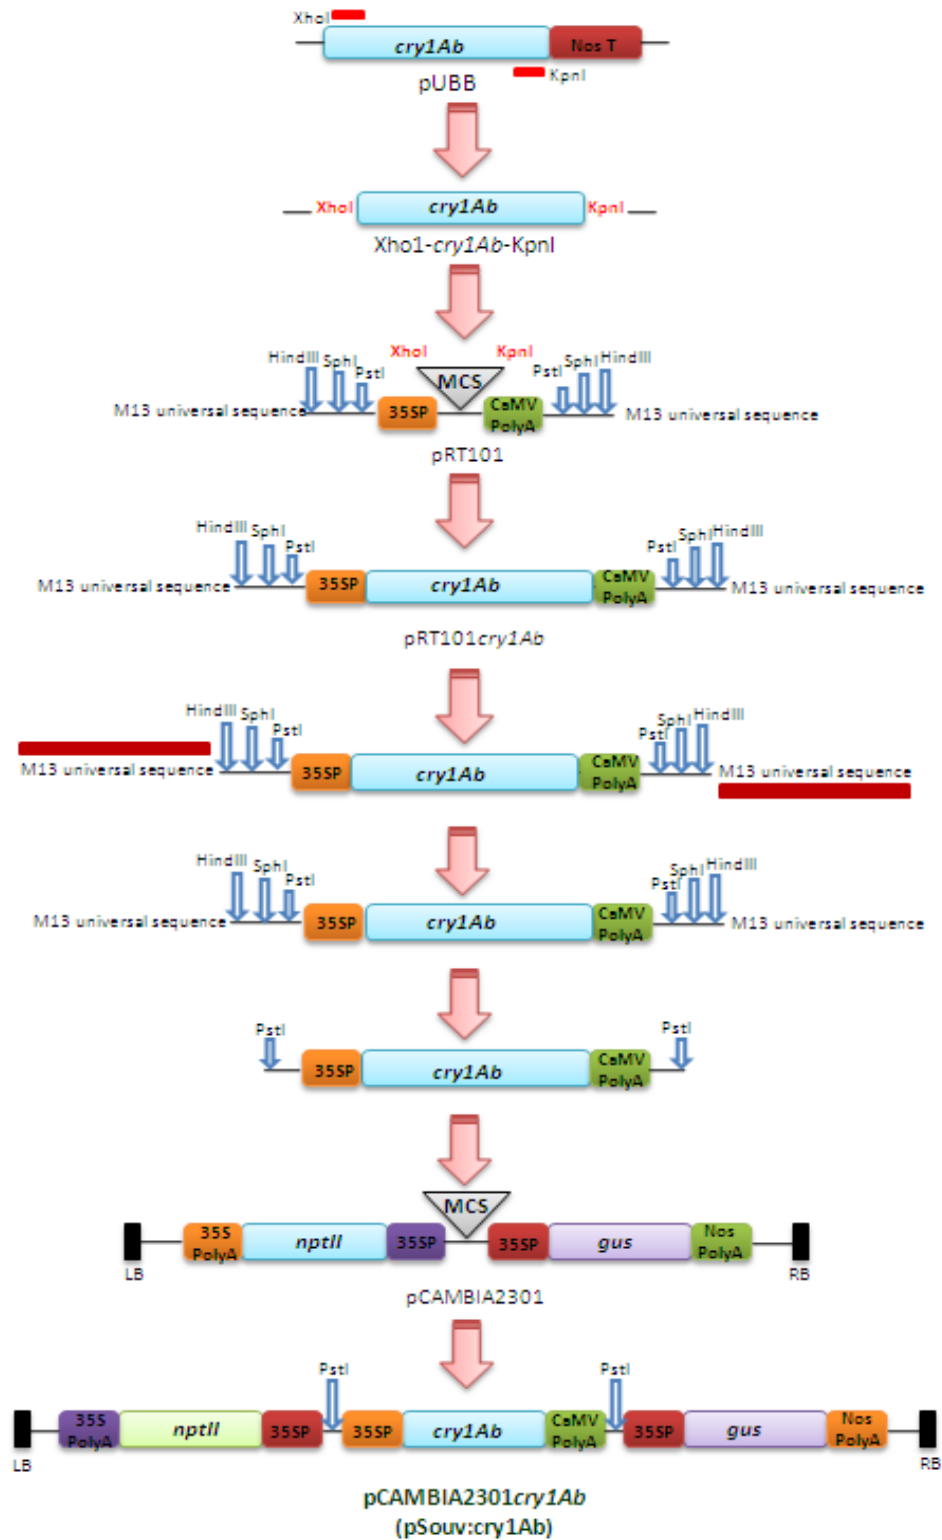 XhoI
cry1Ab Nos T
KpnI
pUBB
XhoI cry1Ab KpnI
Xho1-cry1Ab-KpnI
XhoI KpnI
HindIII SphI PstI MCS PstI SphI HindIII
M13 universal sequence 35SP CaMV PolyA M13 universal sequence
pRT101
HindIII SphI PstI PstI SphI HindIII
M13 universal sequence 35SP cry1Ab CaMV PolyA M13 universal sequence
pRT101cry1Ab
HindIII SphI PstI PstI SphI HindIII
M13 universal sequence 35SP cry1Ab CaMV PolyA M13 universal sequence
HindIII SphI PstI PstI SphI HindIII
M13 universal sequence 35SP cry1Ab CaMV PolyA M13 universal sequence
PstI PstI
35SP cry1Ab CaMV PolyA
MCS
35S PolyA nptII 35SP 35SP gus Nos PolyA
LB RB
pCAMBIA2301
PstI PstI
35S PolyA nptII 35SP 35SP cry1Ab CaMV PolyA 35SP gus Nos PolyA
LB RB
pCAMBIA2301cry1Ab
(pSouv:cry1Ab)